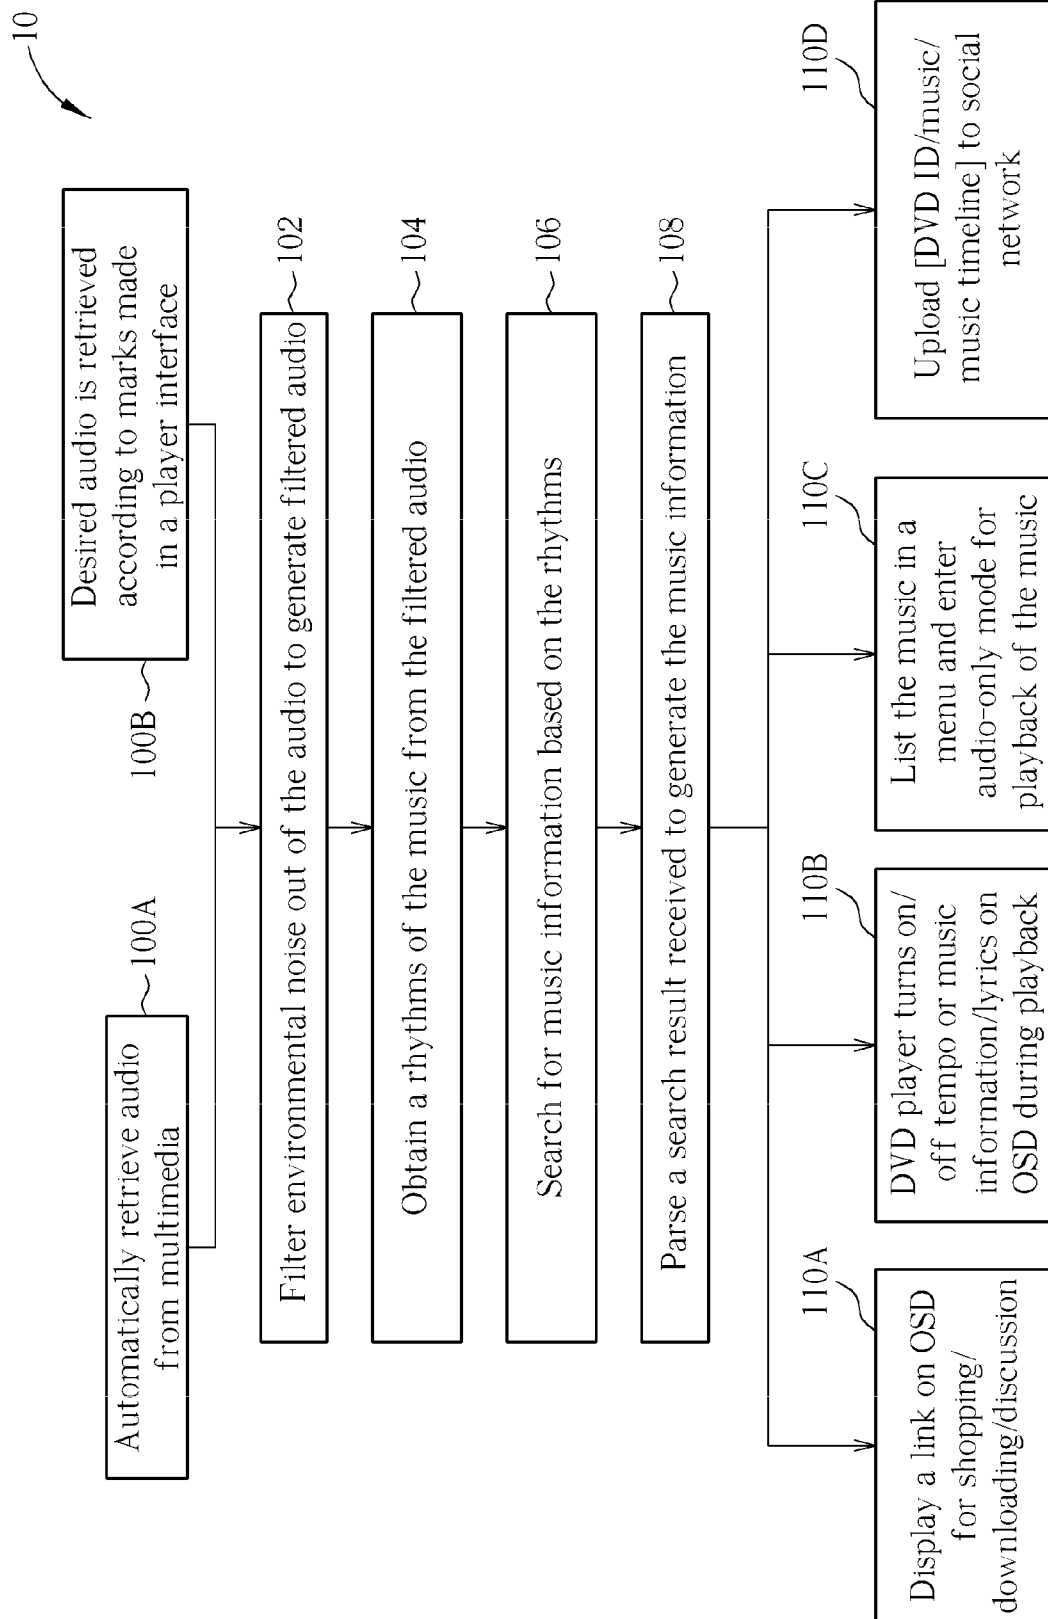 10
Automatically retrieve audio
from multimedia
100A
Desired audio is retrieved
according to marks made
in a player interface
100B
Filter environmental noise out of the audio to generate filtered audio
102
Obtain a rhythms of the music from the filtered audio
104
Search for music information based on the rhythms
106
Parse a search result received to generate the music information
108
110A
Display a link on OSD
for shopping/
downloading/discussion
110B
DVD player turns on/
off tempo or music
information/lyrics on
OSD during playback
110C
List the music in a
menu and enter
audio-only mode for
playback of the music
110D
Upload [DVD ID/music/
music timeline] to social
network